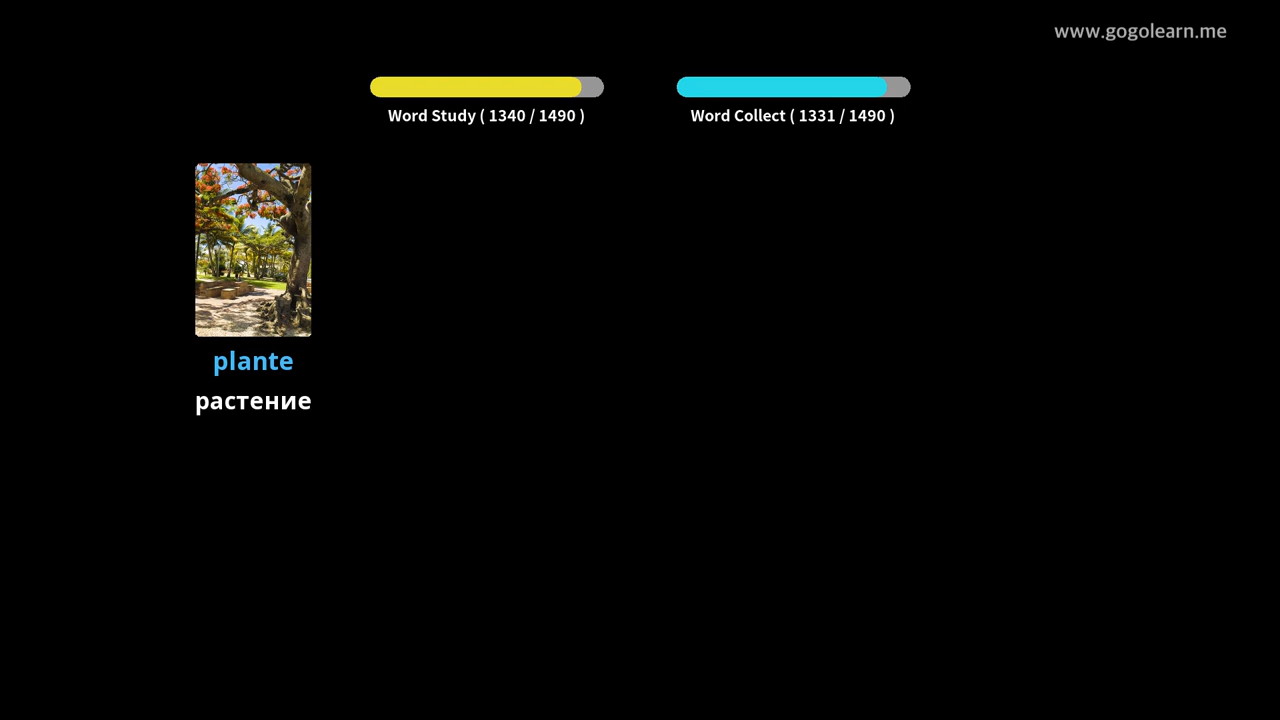 www.gogolearn.me
Word Study ( 1340 / 1490 )
Word Collect ( 1331 / 1490 )
plante
растение